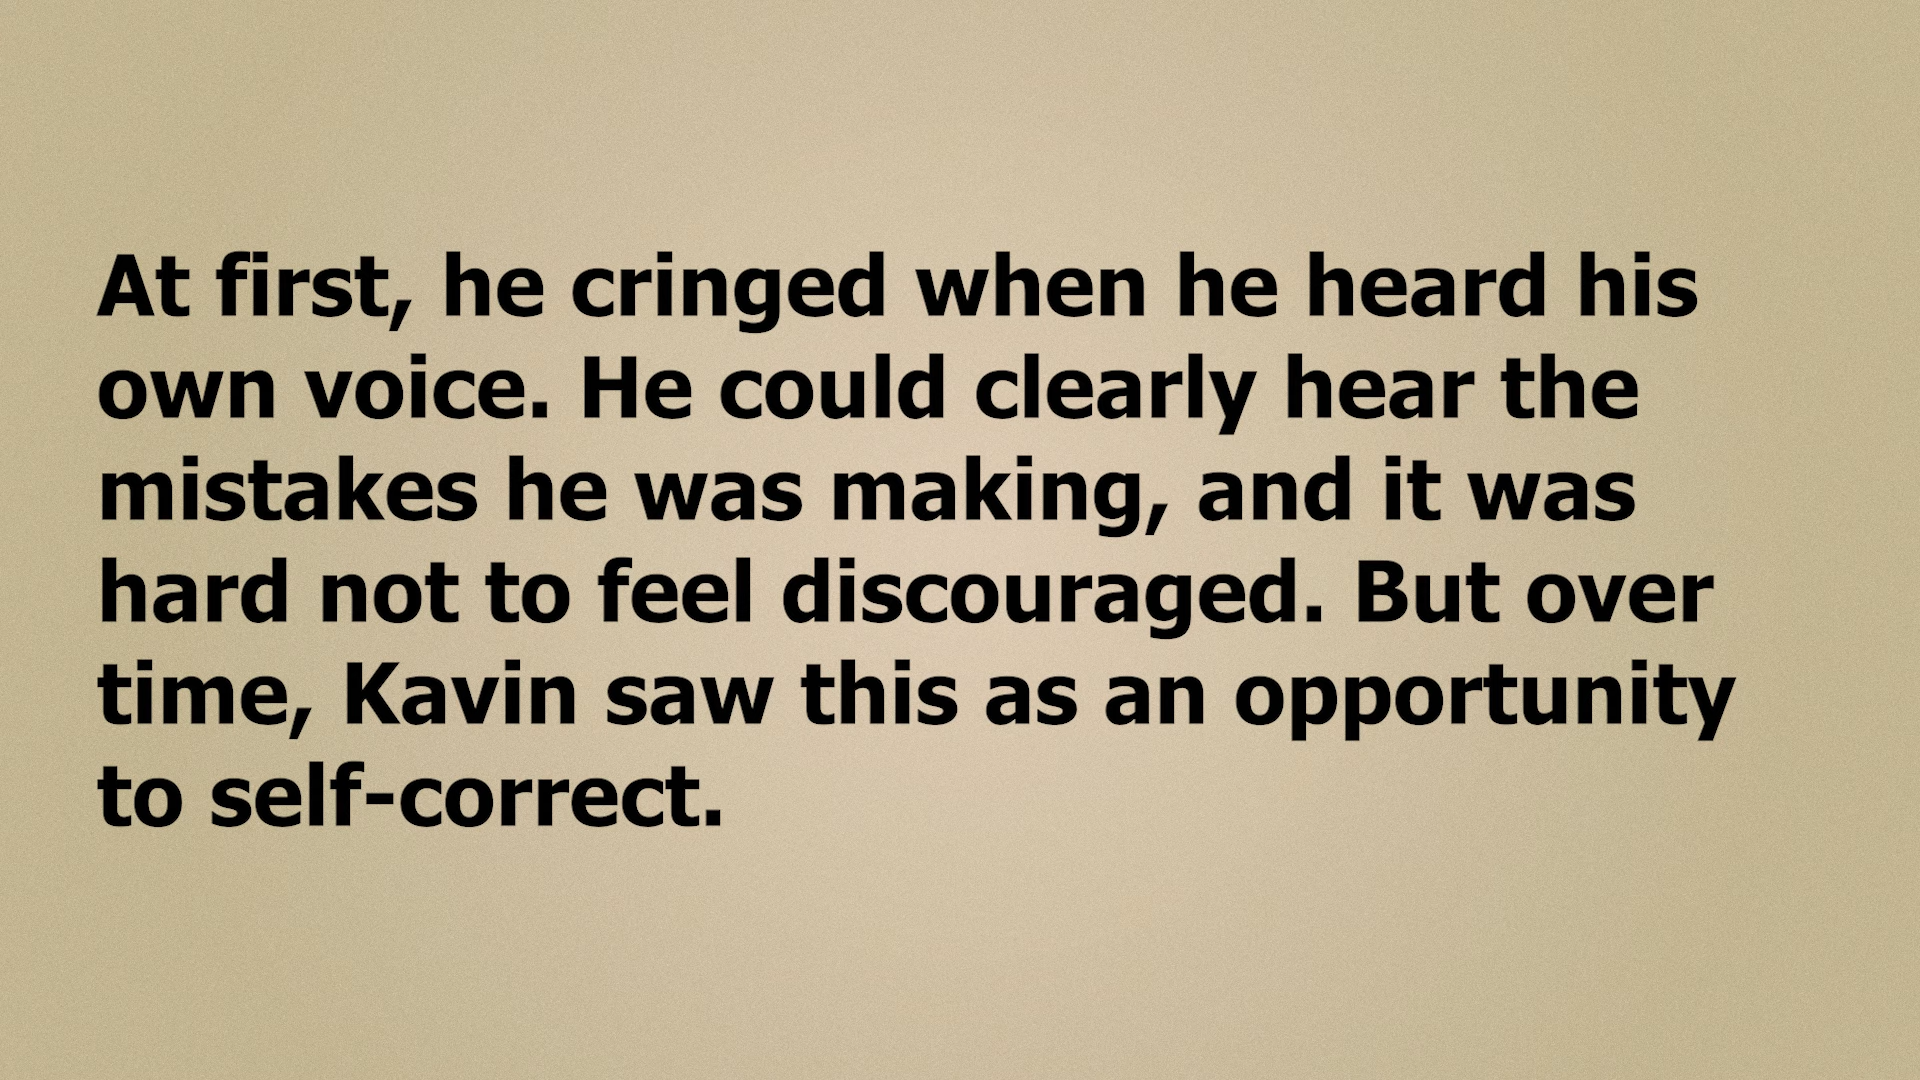 At first, he cringed when he heard his
own voice. He could clearly hear the
mistakes he was making, and it was
hard not to feel discouraged. But over
time, Kavin saw this as an opportunity
to self-correct.